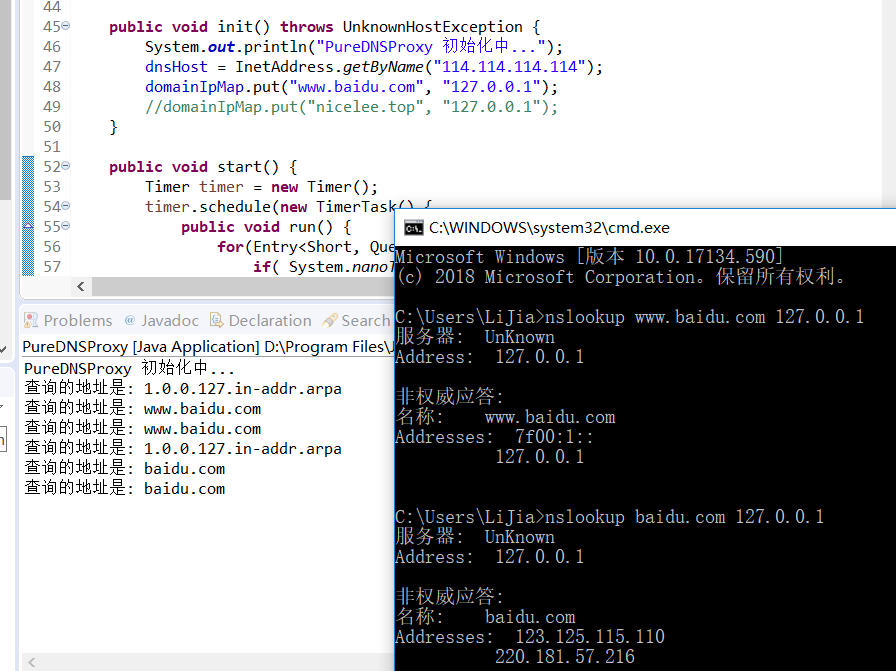 44
45 public void init() throws UnknownHostException {
46 System.out.println("PureDNSProxy 初始化中...");
47 dnsHost = InetAddress.getByName("114.114.114.114");
48 domainIpMap.put("www.baidu.com", "127.0.0.1");
49 //domainIpMap.put("nicelee.top", "127.0.0.1");
50 }
51
52 public void start() {
53 Timer timer = new Timer();
54 timer.schedule(new TimerTask() {
55 public void run() {
56 for(Entry<Short, Que
57 if( System.nanoT
Problems @ Javadoc Declaration Search
PureDNSProxy [Java Application] D:\Program Files\J
PureDNSProxy 初始化中...
查询的地址是: 1.0.0.127.in-addr.arpa
查询的地址是: www.baidu.com
查询的地址是: www.baidu.com
查询的地址是: 1.0.0.127.in-addr.arpa
查询的地址是: baidu.com
查询的地址是: baidu.com
C:\WINDOWS\system32\cmd.exe
Microsoft Windows [版本 10.0.17134.590]
(c) 2018 Microsoft Corporation。保留所有权利。
C:\Users\LiJia>nslookup www.baidu.com 127.0.0.1
服务器: UnKnown
Address: 127.0.0.1
非权威应答:
名称: www.baidu.com
Addresses: 7f00:1::
127.0.0.1
C:\Users\LiJia>nslookup baidu.com 127.0.0.1
服务器: UnKnown
Address: 127.0.0.1
非权威应答:
名称: baidu.com
Addresses: 123.125.115.110
220.181.57.216